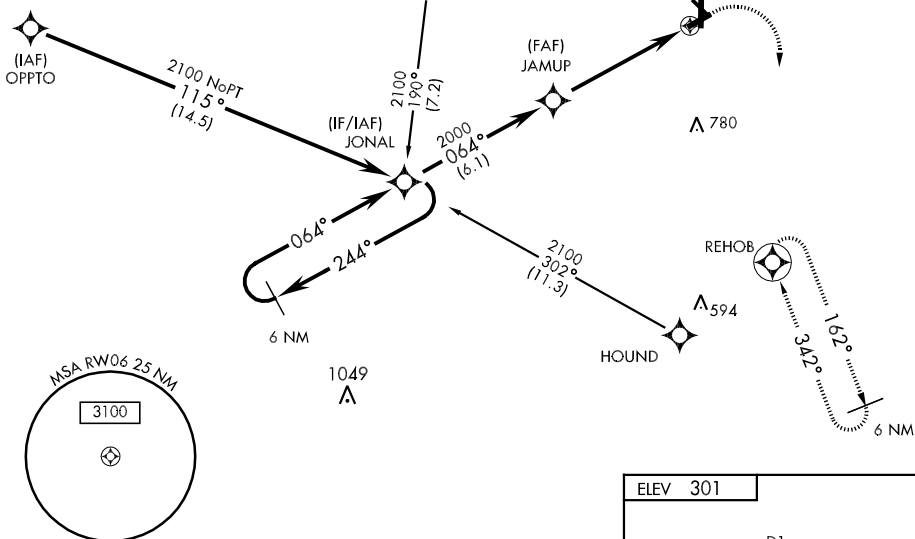 (IAF)
OPPTO
2100 NoPT
115°
(14.5)
(IF/IAF)
JONAL
2100
190°
(7.2)
(FAF)
JAMUP
2000
064°
(6.1)
780
064°
244°
6 NM
2100
302°
(11.3)
HOUND
594
REHOB
162°
342°
6 NM
1049
MSA RW06 25 NM
3100
ELEV 301